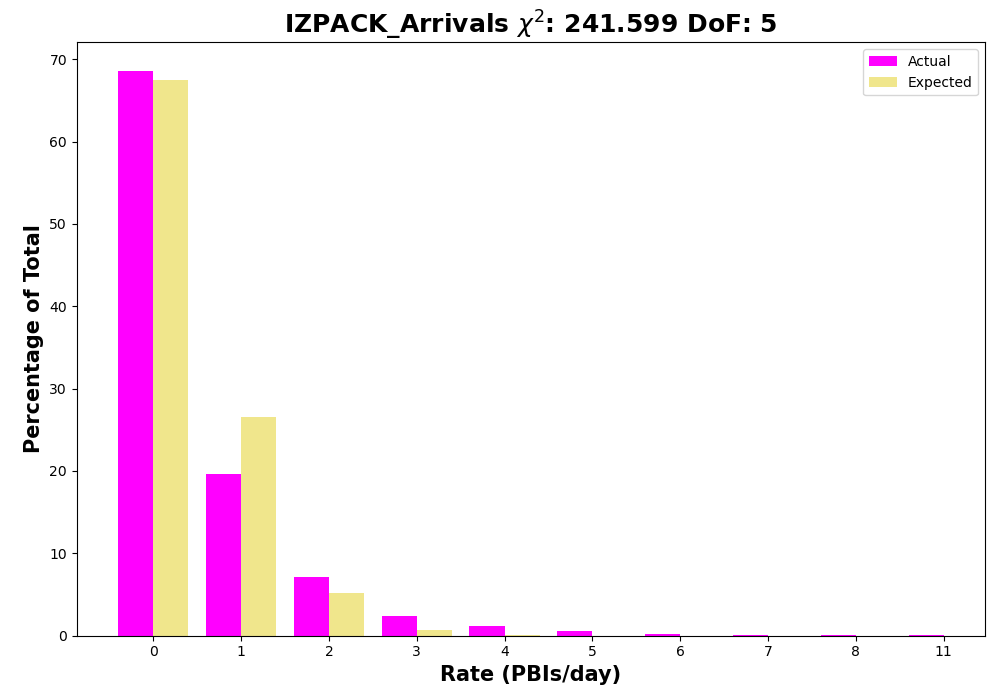 IZPACK_Arrivals χ²: 241.599 DoF: 5
Actual
Expected
Percentage of Total
70
60
50
40
30
20
10
0
0 1 2 3 4 5 6 7 8 11
Rate (PBIs/day)